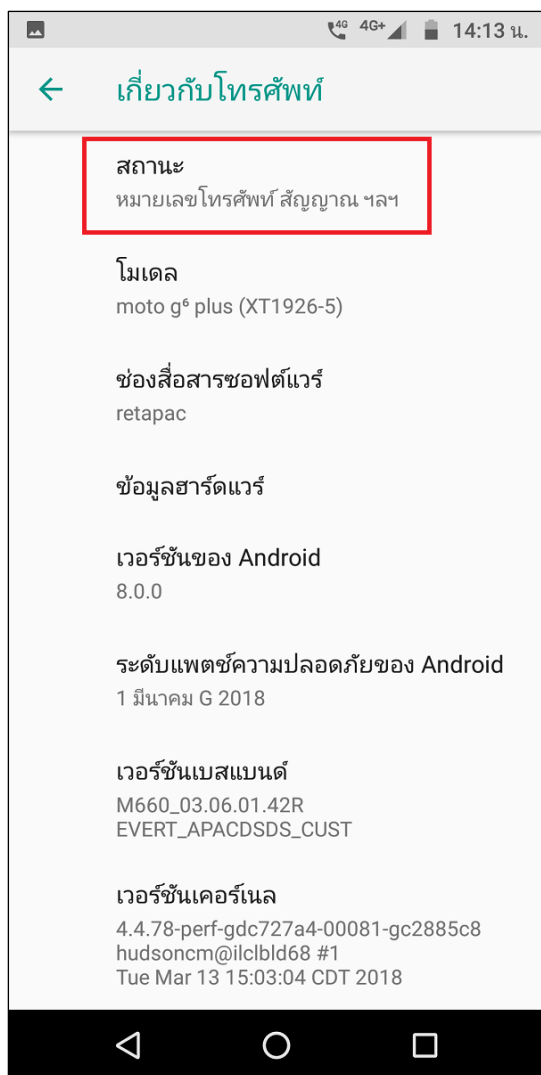 4G 4G+ 14:13 น.
เกี่ยวกับโทรศัพท์
สถานะ
หมายเลขโทรศัพท์ สัญญาณ ฯลฯ
โมเดล
moto g⁶ plus (XT1926-5)
ช่องสื่อสารซอฟต์แวร์
retapac
ข้อมูลฮาร์ดแวร์
เวอร์ชันของ Android
8.0.0
ระดับแพตช์ความปลอดภัยของ Android
1 มีนาคม G 2018
เวอร์ชันเบสแบนด์
M660_03.06.01.42R
EVERT_APACDSDS_CUST
เวอร์ชันเคอร์เนล
4.4.78-perf-gdc727a4-00081-gc2885c8
hudsoncm@ilclbld68 #1
Tue Mar 13 15:03:04 CDT 2018